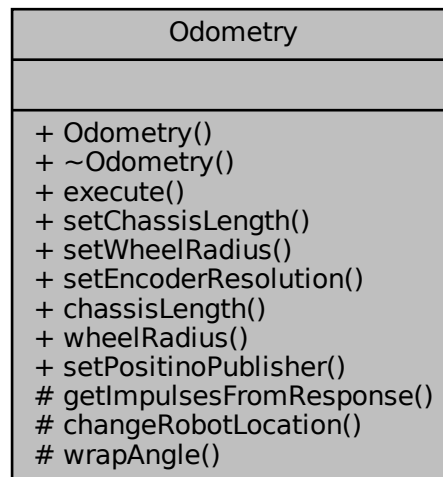 Odometry
+ Odometry()
+ ~Odometry()
+ execute()
+ setChassisLength()
+ setWheelRadius()
+ setEncoderResolution()
+ chassisLength()
+ wheelRadius()
+ setPositinoPublisher()
# getImpulsesFromResponse()
# changeRobotLocation()
# wrapAngle()